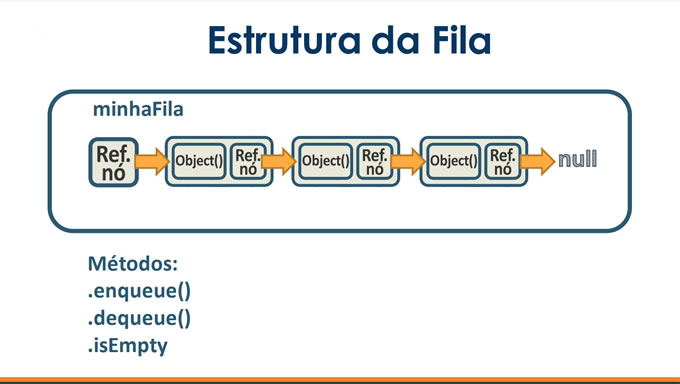 Estrutura da Fila
minhaFila
Ref.
nó
Object()
Ref.
nó
Object()
Ref.
nó
Object()
Ref.
nó
null
Métodos:
.enqueue()
.dequeue()
.isEmpty